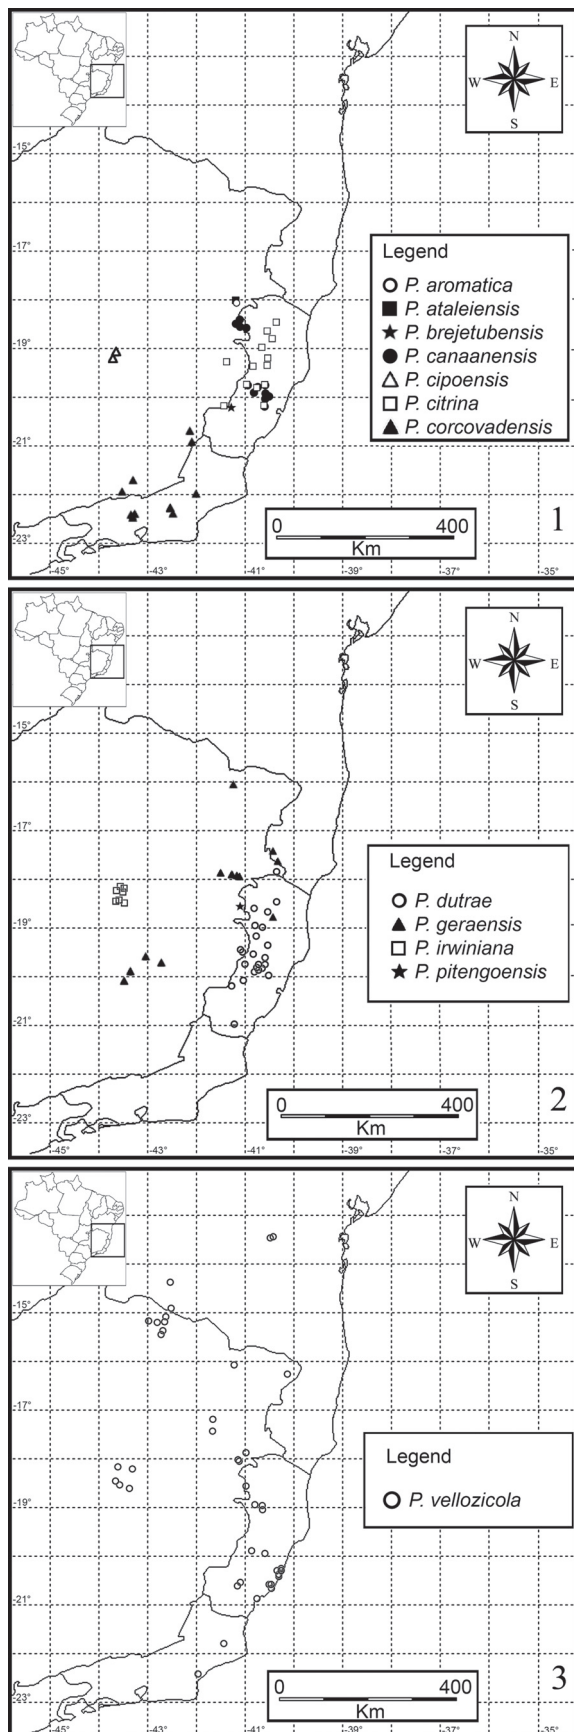 N
W E
S
-15°
-17°
Legend
P. aromatica
P. ataleiensis
P. brejetubensis
P. canaanensis
P. cipoensis
P. citrina
P. corcovadensis
-19°
-21°
0 400
Km
1
-23°
-45° -43° -41° -39° -37° -35°
N
W E
S
-15°
-17°
Legend
P. dutrae
P. geraensis
P. irwiniana
P. pitengoensis
-19°
-21°
0 400
Km
2
-23°
-45° -43° -41° -39° -37° -35°
N
W E
S
-15°
-17°
Legend
P. vellozicola
-19°
-21°
0 400
Km
3
-23°
-45° -43° -41° -39° -37° -35°